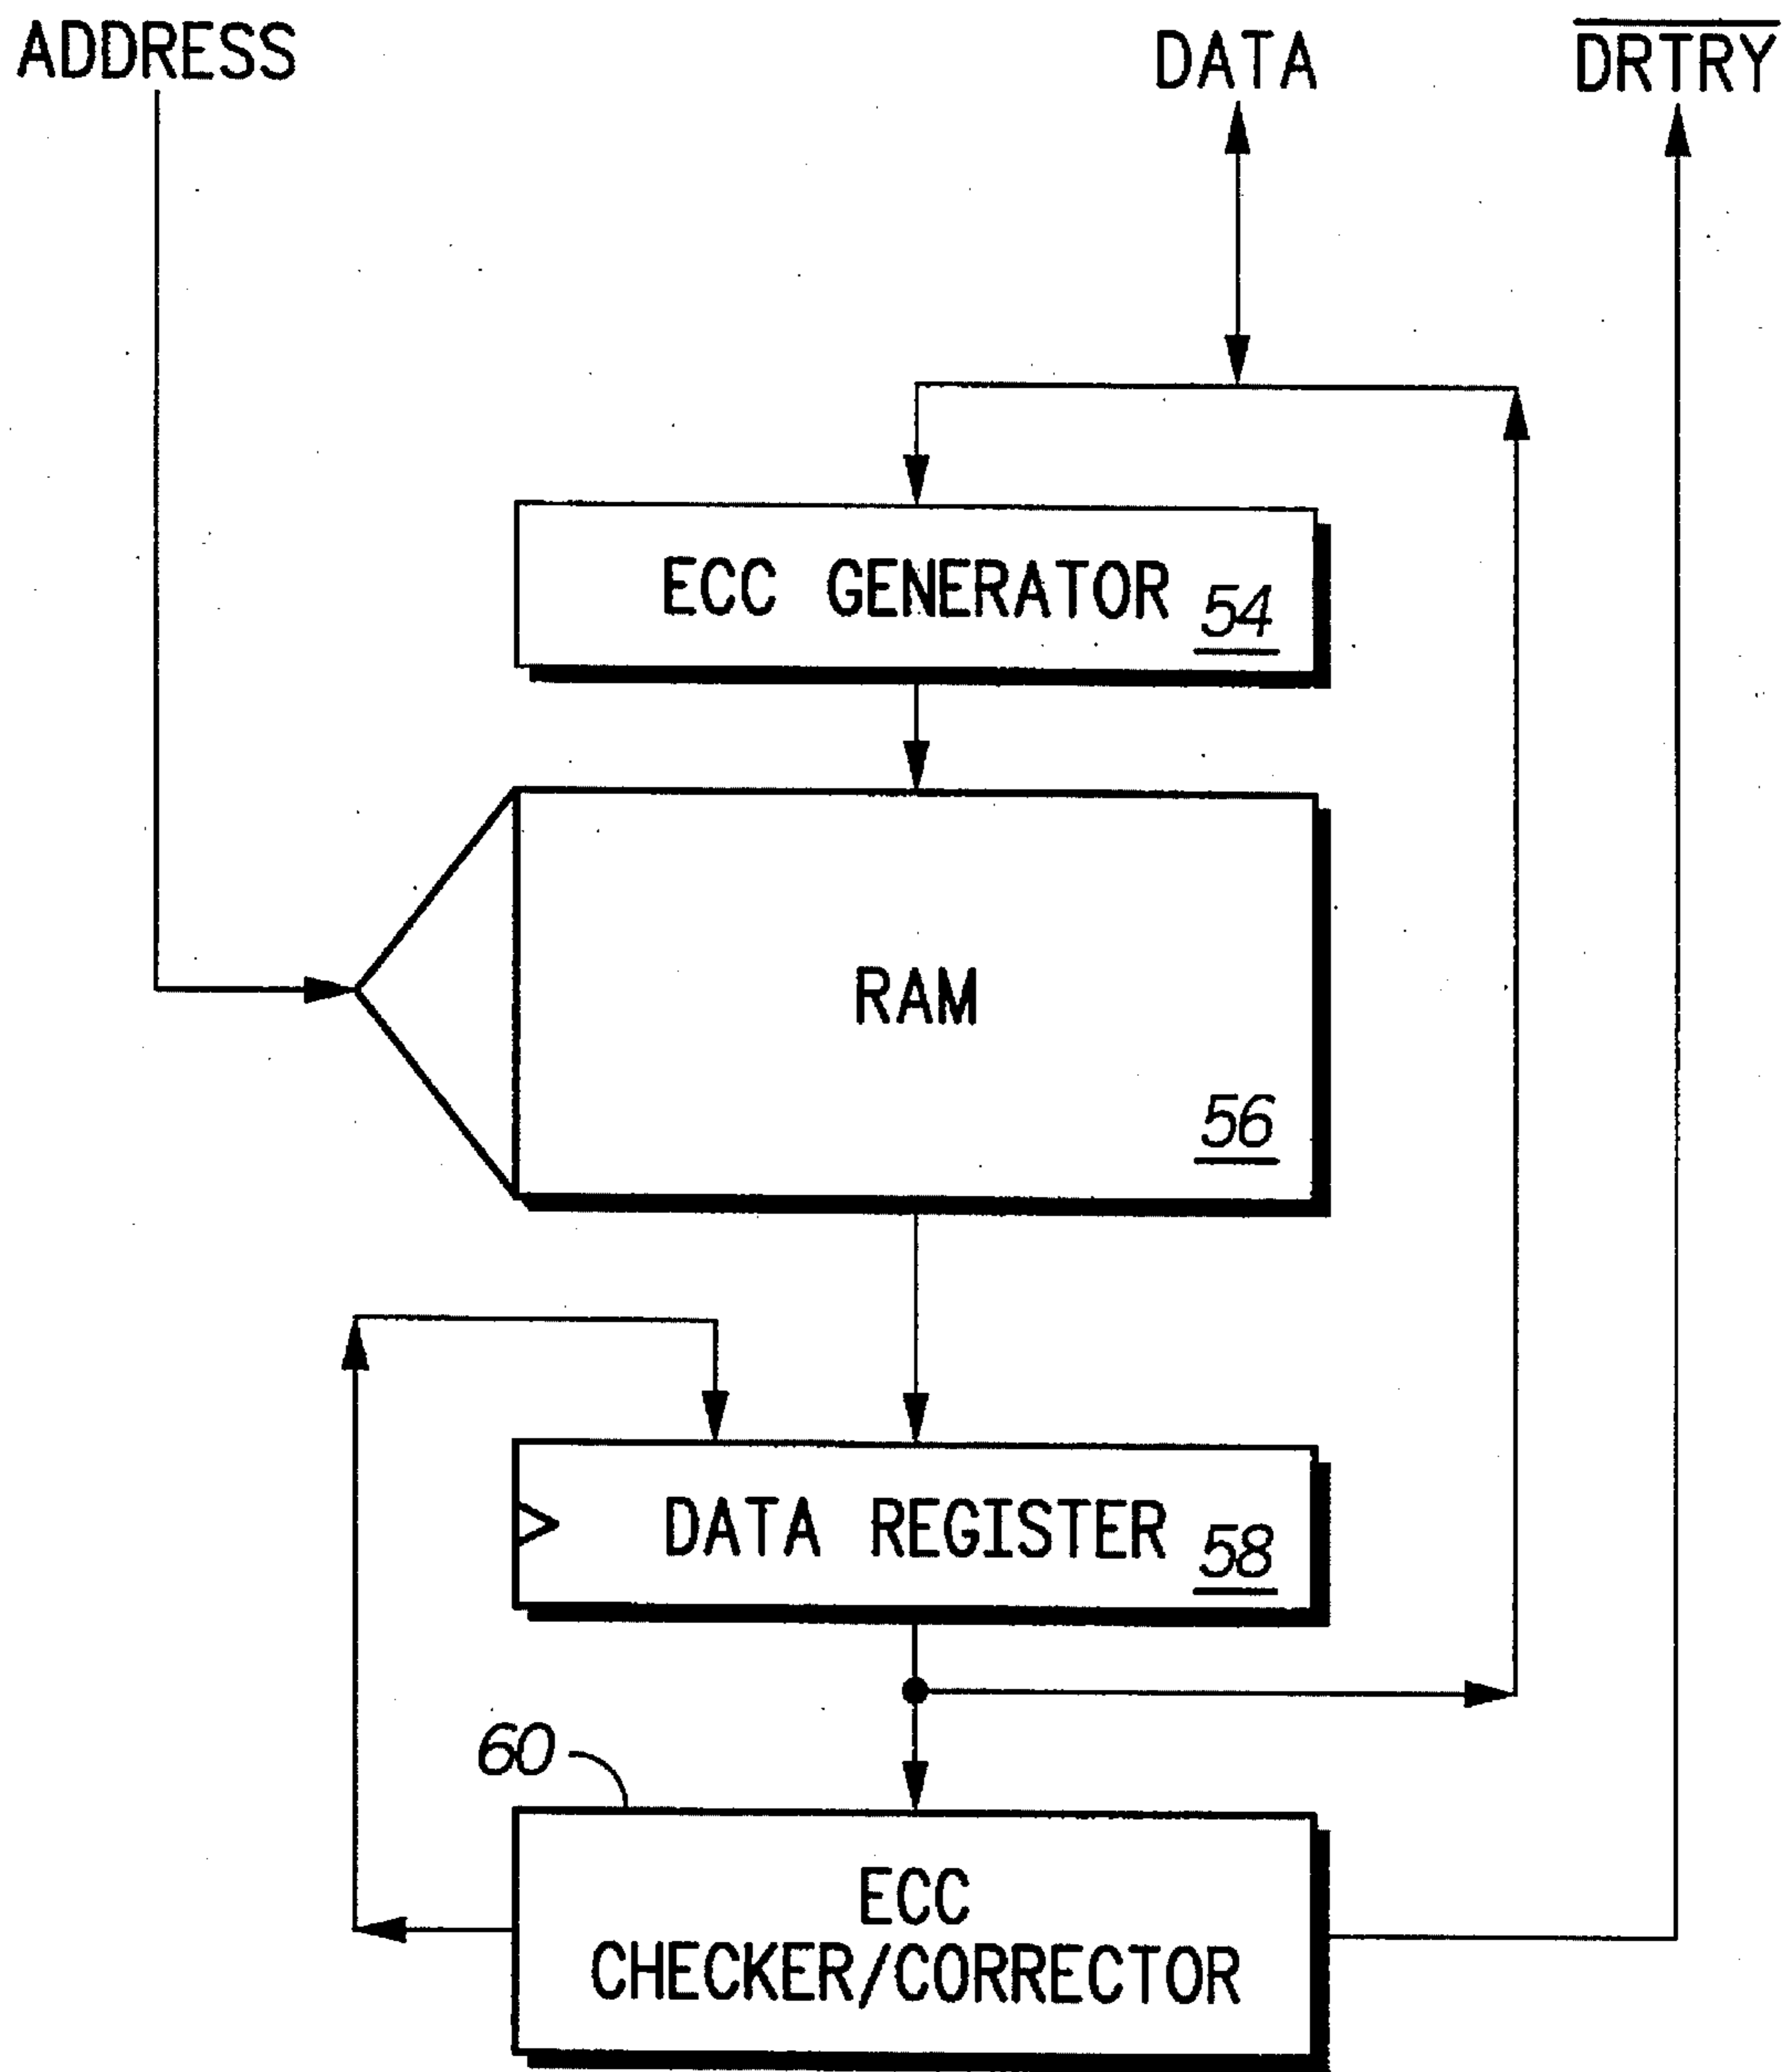 ADDRESS
DATA
DRTRY
ECC GENERATOR 54
RAM
56
DATA REGISTER 58
60
ECC
CHECKER/CORRECTOR